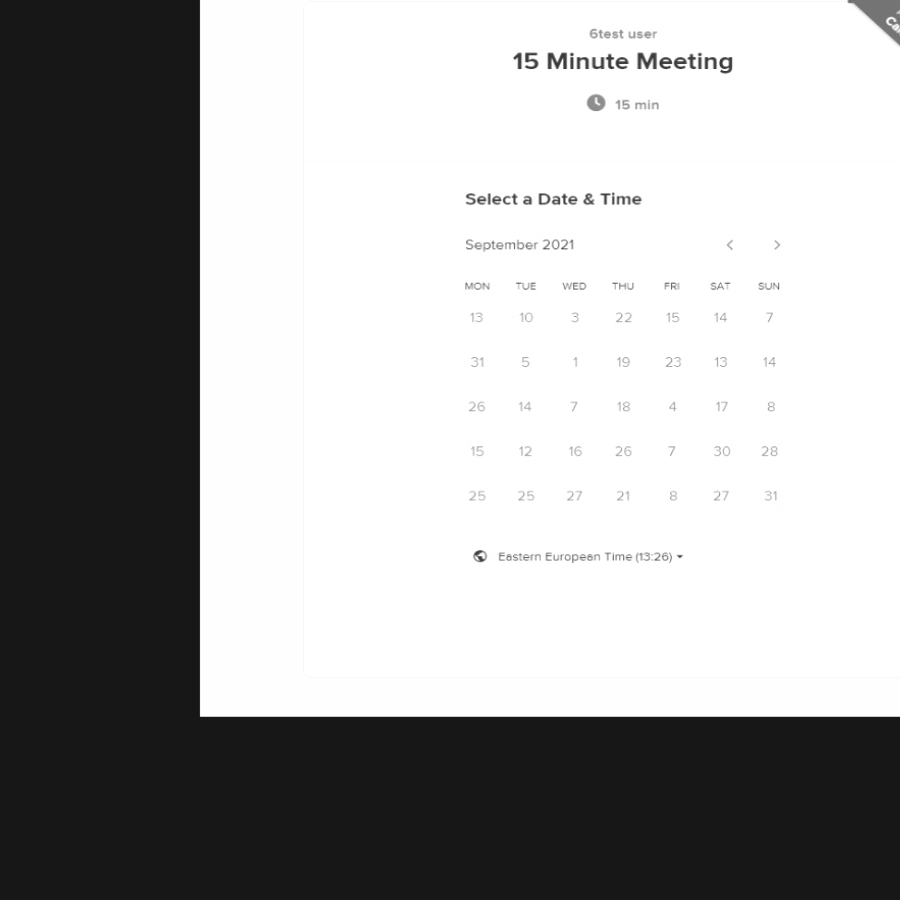 6test user
15 Minute Meeting
15 min
Select a Date & Time
September 2021
MON TUE WED THU FRI SAT SUN
13 10 3 22 15 14 7
31 5 1 19 23 13 14
26 14 7 18 4 17 8
15 12 16 26 7 30 28
25 25 27 21 8 27 31
Eastern European Time (13:26)